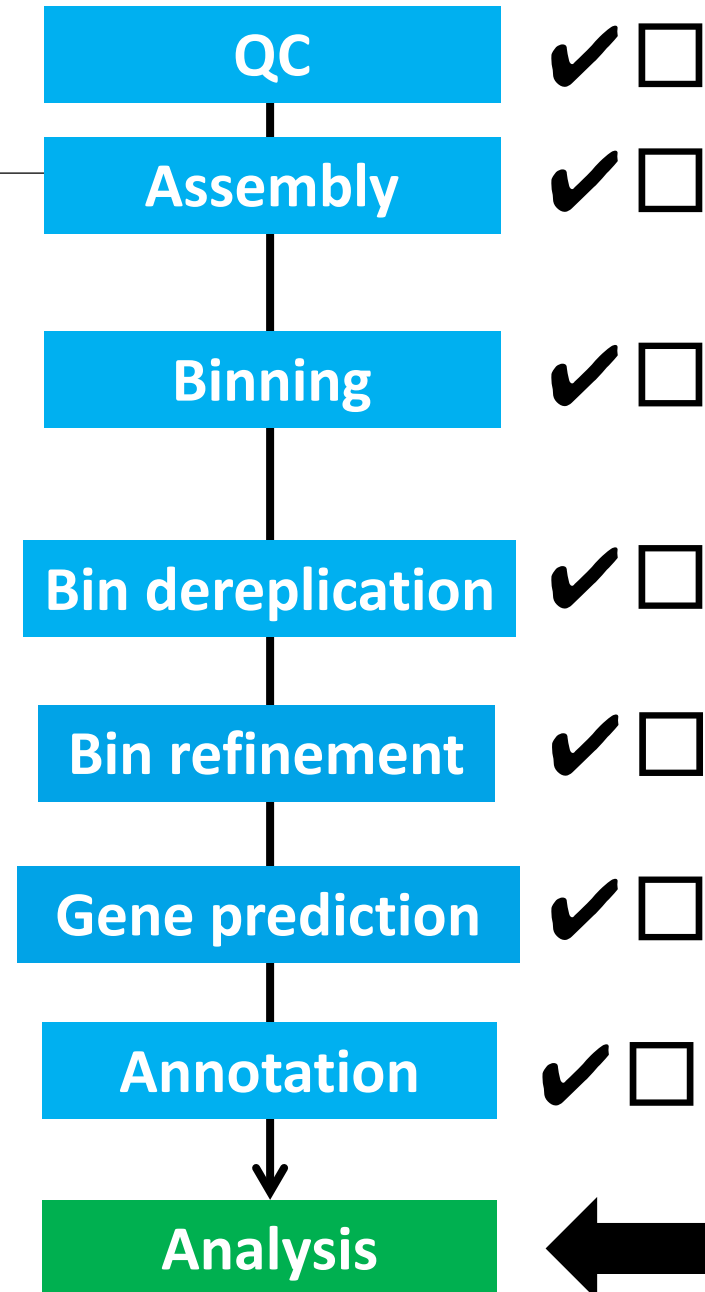 QC
Assembly
Binning
Bin dereplication
Bin refinement
Gene prediction
Annotation
Analysis